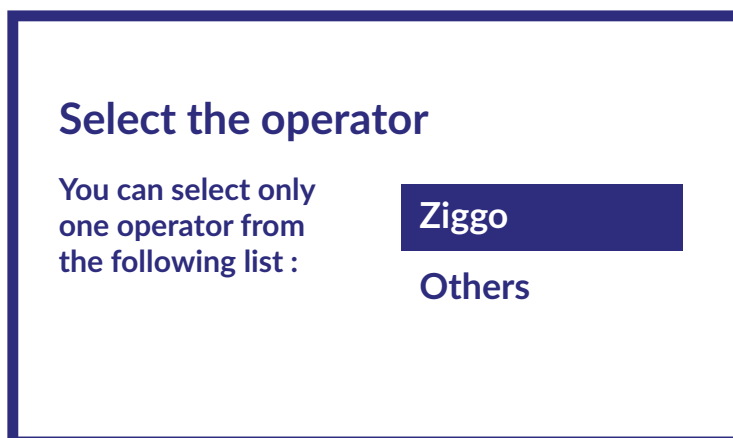 Select the operator
You can select only
one operator from
the following list :
Ziggo
Others